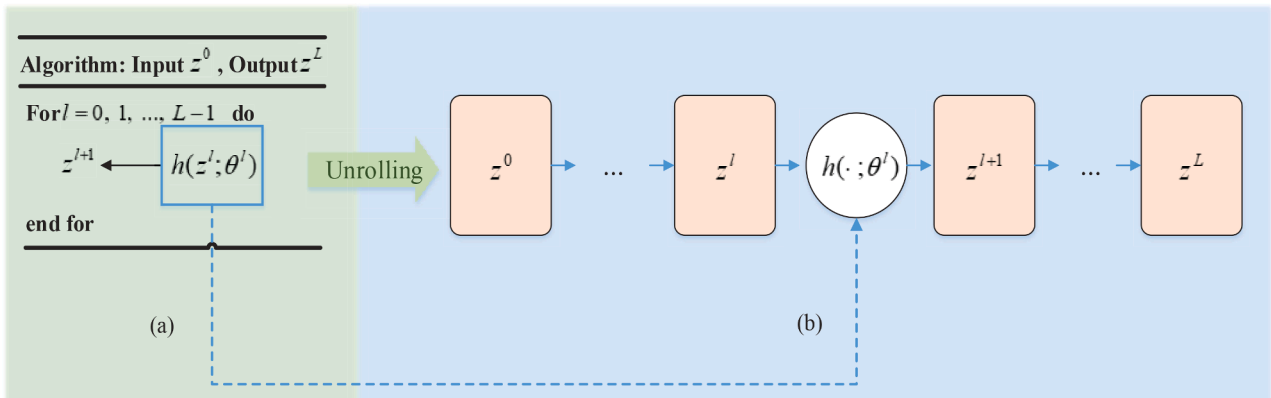 Algorithm: Input z^0 , Output z^L
For l = 0, 1, ..., L−1 do
z^{l+1} h(z^l;θ^l)
end for
(a)
Unrolling
z^0 ... z^l h(·;θ^l) z^{l+1} ... z^L
(b)